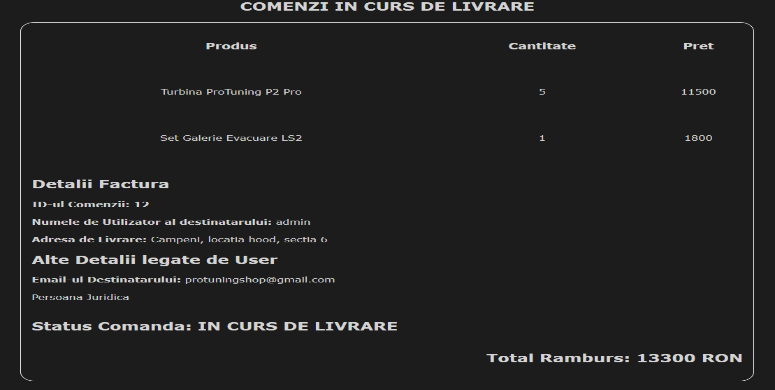 COMENZI IN CURS DE LIVRARE
Produs Cantitate Pret
Turbina ProTuning P2 Pro 5 11500
Set Galerie Evacuare LS2 1 1800
Detalii Factura
ID-ul Comenzii: 12
Numele de Utilizator al destinatarului: admin
Adresa de Livrare: Campeni, locatia hood, sectia 6
Alte Detalii legate de User
Email-ul Destinatarului: protuningshop@gmail.com
Persoana Juridica
Status Comanda: IN CURS DE LIVRARE
Total Ramburs: 13300 RON